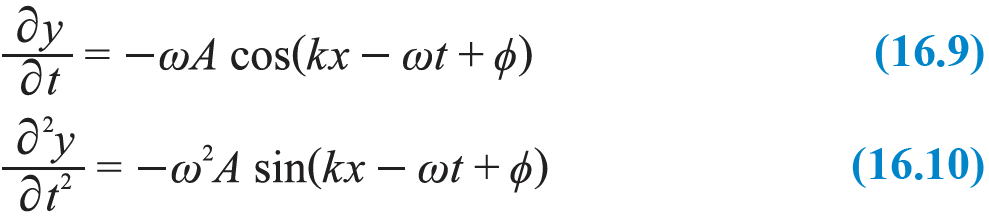 ∂y/∂t = −ωA cos(kx − ωt + ϕ) (16.9)
∂²y/∂t² = −ω²A sin(kx − ωt + ϕ) (16.10)